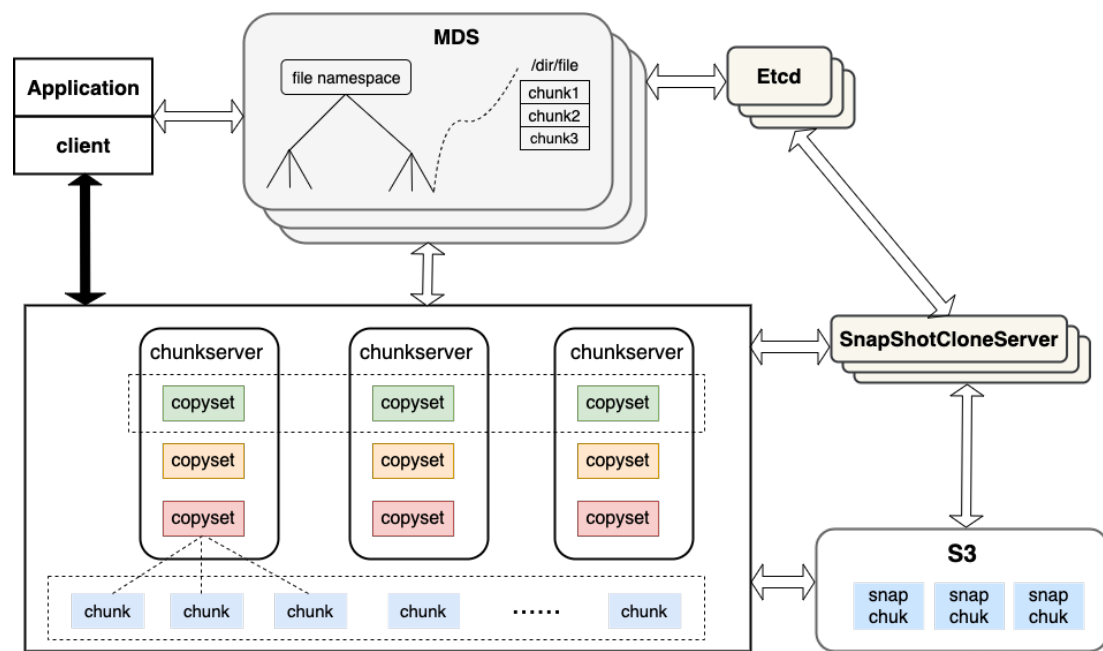 MDS
file namespace
/dir/file
chunk1
chunk2
chunk3
Application
client
Etcd
chunkserver
chunkserver
chunkserver
copyset
copyset
copyset
copyset
copyset
copyset
copyset
copyset
copyset
chunk
chunk
chunk
chunk
......
chunk
SnapShotCloneServer
S3
snap
chuk
snap
chuk
snap
chuk